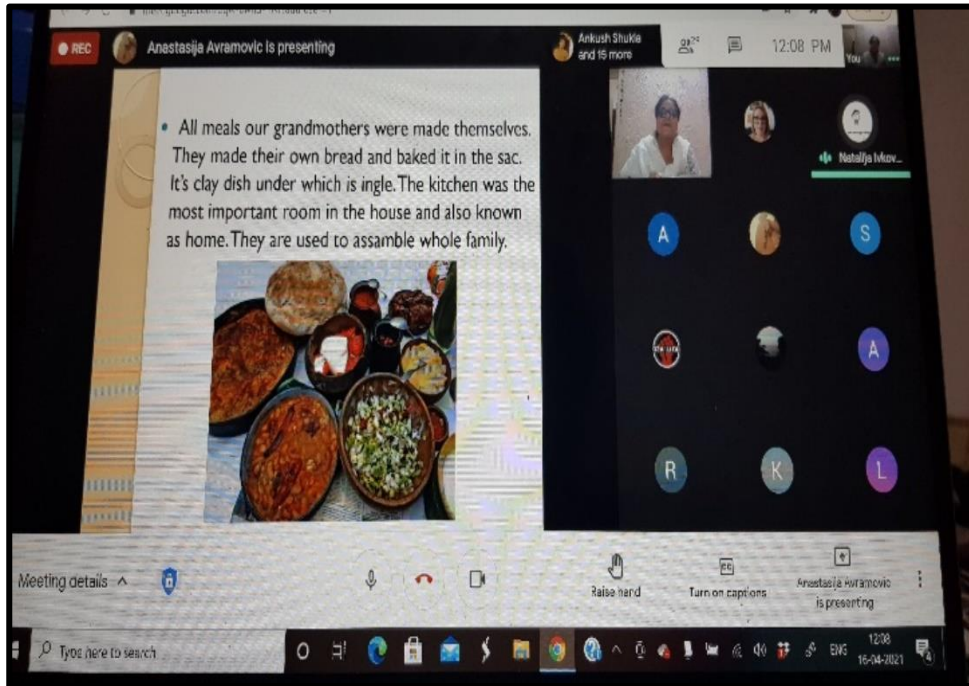 REC
Anastasija Avramovic is presenting
Ankush Shukla
and 15 more
12:08 PM
You
• All meals our grandmothers were made themselves.
They made their own bread and baked it in the sac.
It's clay dish under which is ingle. The kitchen was the
most important room in the house and also known
as home. They are used to assamble whole family.
Natalija Ivkov...
A
S
A
R
K
L
Meeting details
Raise hand
Turn on captions
Anastasija Avramovic
is presenting
Type here to search
ENG
12:08
16-04-2021